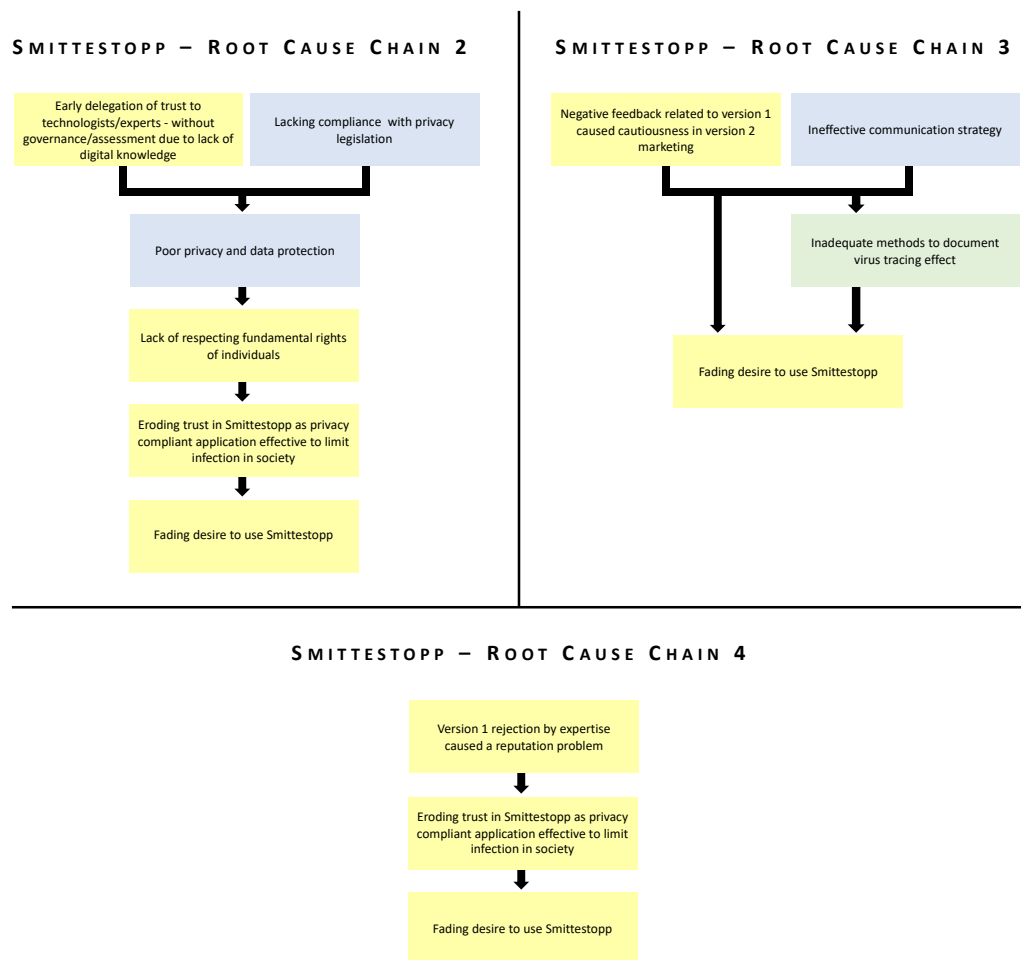 SMITTESTOPP – ROOT CAUSE CHAIN 2
Early delegation of trust to
technologists/experts - without
governance/assessment due to lack of
digital knowledge
Lacking compliance with privacy
legislation
Poor privacy and data protection
Lack of respecting fundamental rights
of individuals
Eroding trust in Smittestopp as privacy
compliant application effective to limit
infection in society
Fading desire to use Smittestopp
SMITTESTOPP – ROOT CAUSE CHAIN 3
Negative feedback related to version 1
caused cautiousness in version 2
marketing
Ineffective communication strategy
Inadequate methods to document
virus tracing effect
Fading desire to use Smittestopp
SMITTESTOPP – ROOT CAUSE CHAIN 4
Version 1 rejection by expertise
caused a reputation problem
Eroding trust in Smittestopp as privacy
compliant application effective to limit
infection in society
Fading desire to use Smittestopp